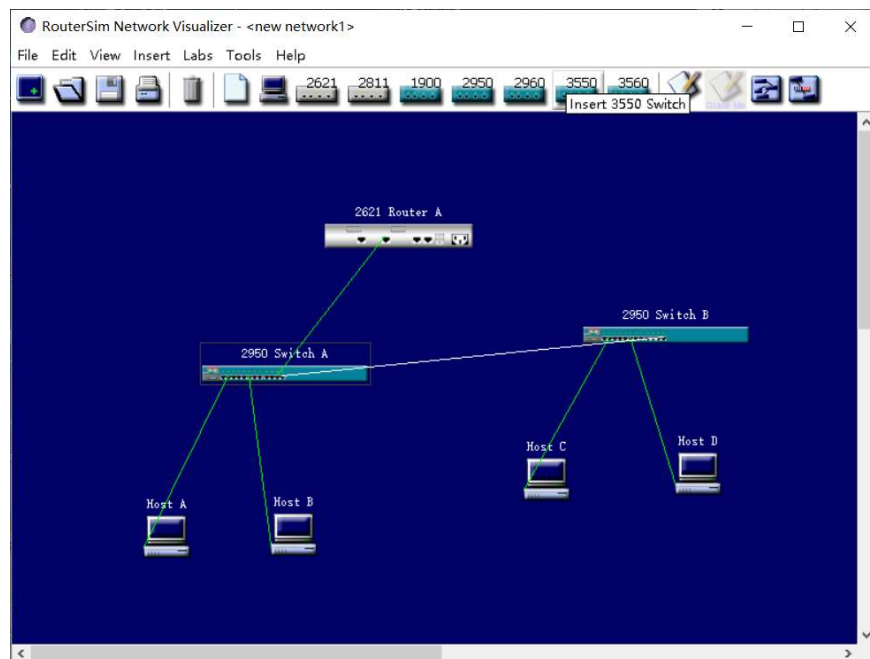 RouterSim Network Visualizer - <new network1>
File Edit View Insert Labs Tools Help
2621 2811 1900 2950 2960 3550 3560
Insert 3550 Switch
2621 Router A
2950 Switch B
2950 Switch A
Host C
Host D
Host A
Host B